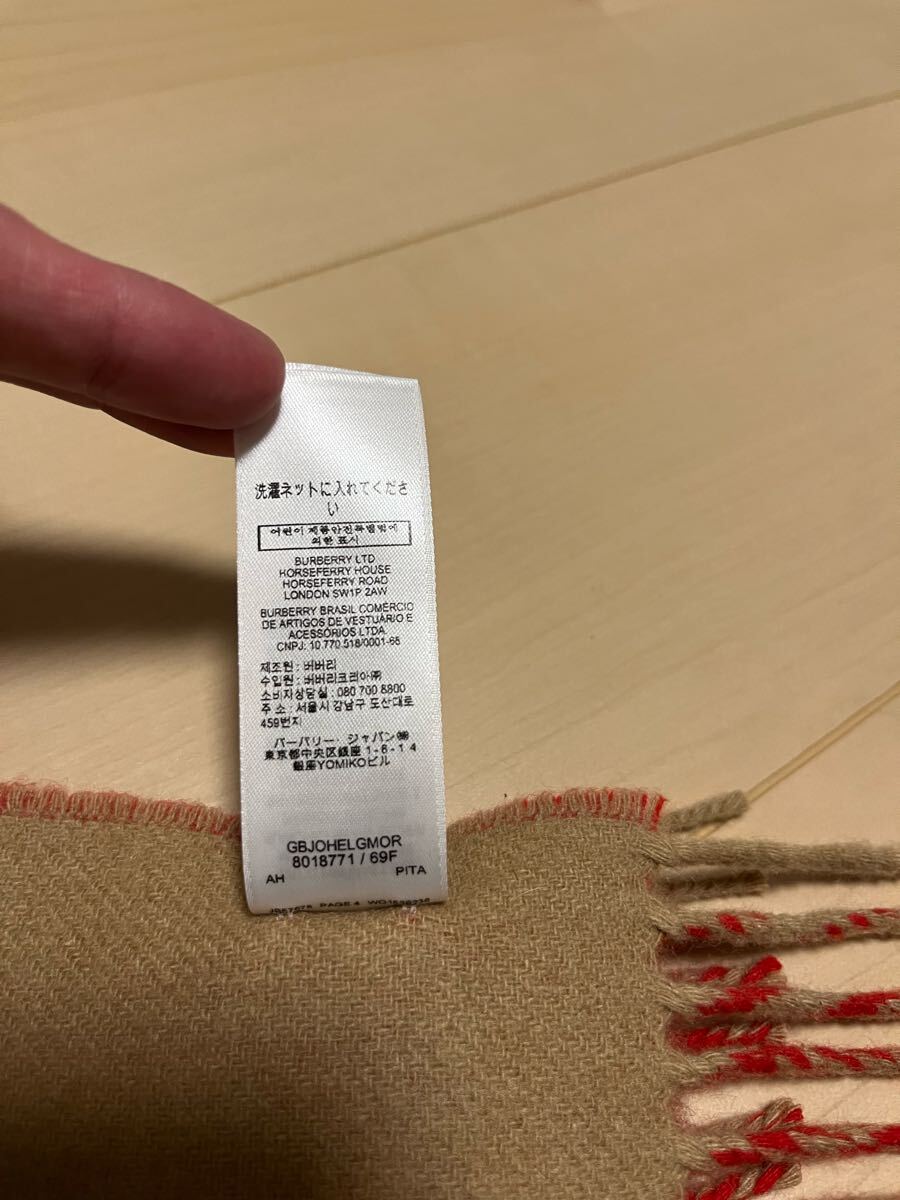 洗濯ネットに入れてくださ
い
어린이 제품안전특별법에
의한 표시
BURBERRY LTD
HORSEFERRY HOUSE
HORSEFERRY ROAD
LONDON SW1P 2AW
BURBERRY BRASIL COMÉRCIO
DE ARTIGOS DE VESTUÁRIO E
ACESSÓRIOS LTDA
CNPJ: 10.770.518/0001-66
제조원 : 버버리
수입원 : 버버리코리아㈜
소비자상담실 : 080 700 8800
주 소 : 서울시 강남구 도산대로
459번지
バーバリー・ジャパン㈱
東京都中央区銀座 1-6-14
銀座YOMIKOビル
GBJOHELGMOR
8018771 / 69F
AH PITA
PAGE 4